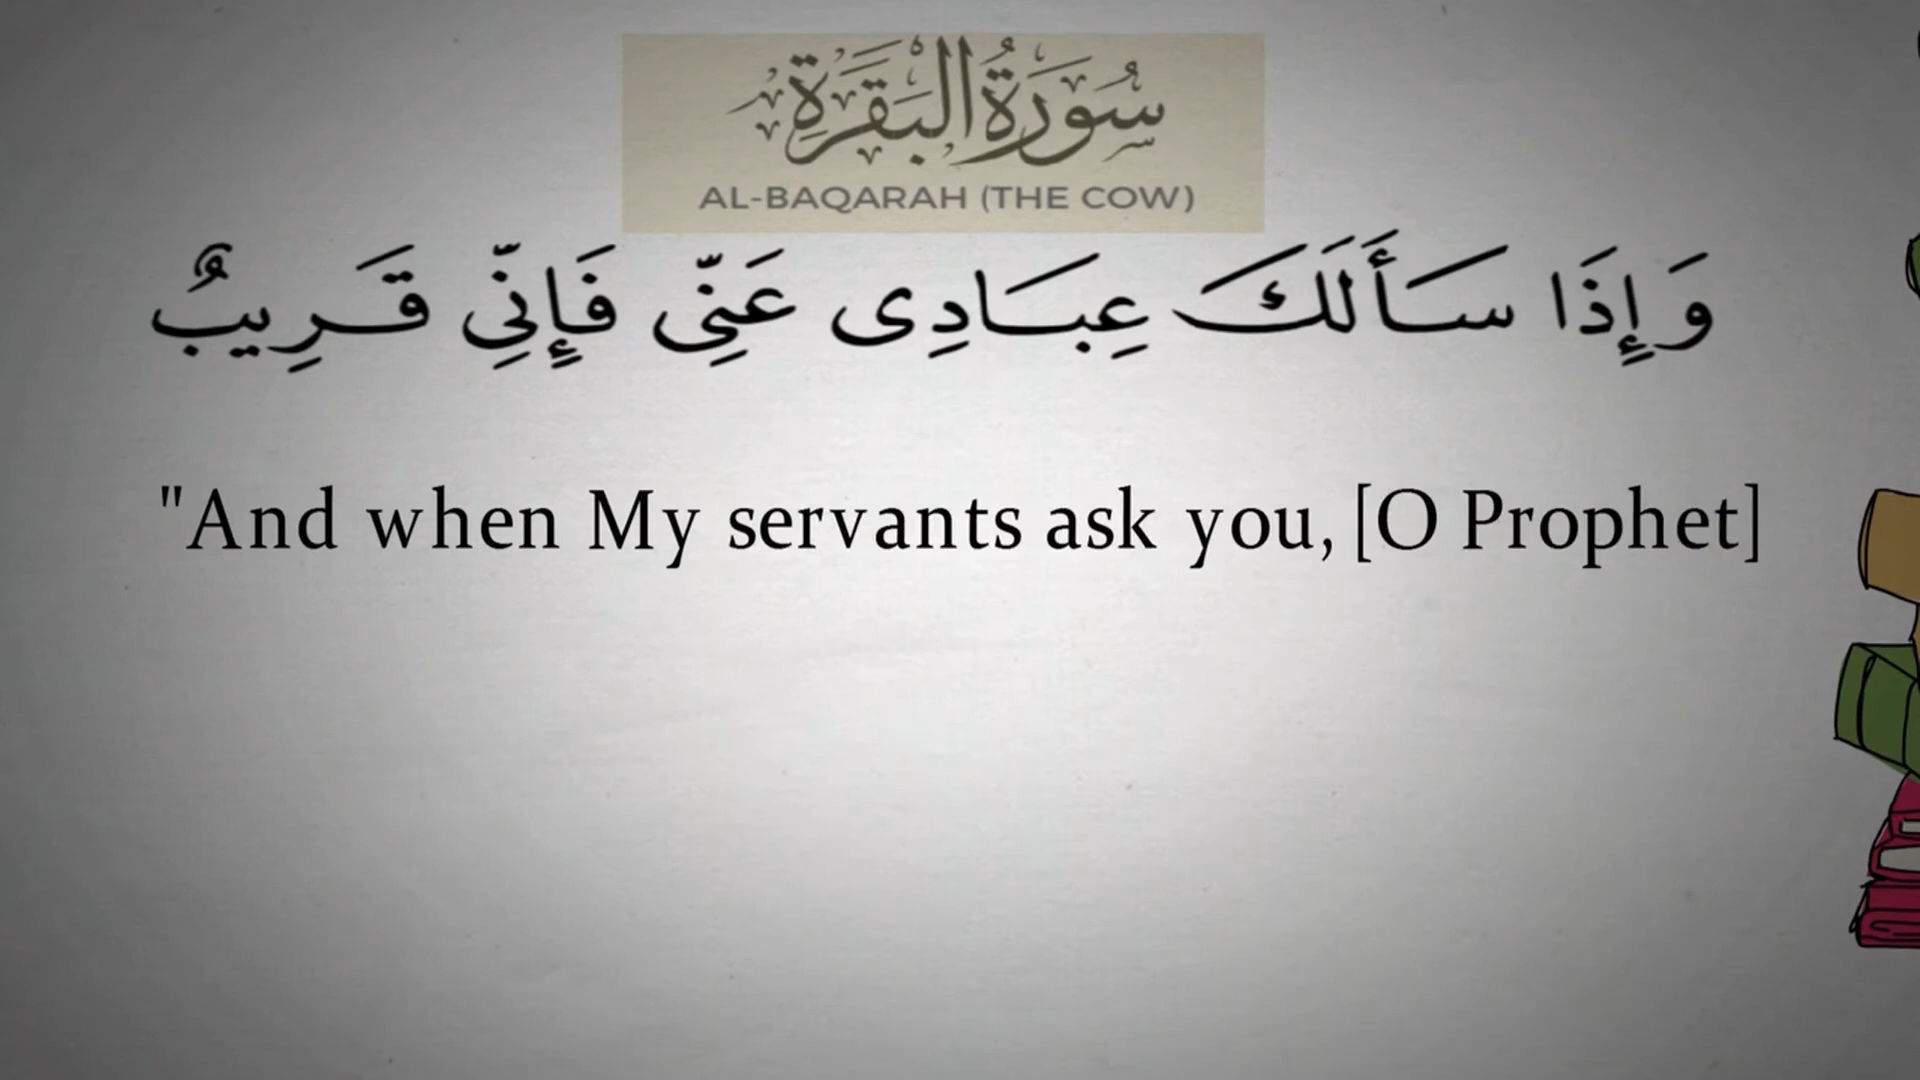 سُورَةُ البَقَرَةِ
AL-BAQARAH (THE COW)
وَإِذَا سَأَلَكَ عِبَادِى عَنِّى فَإِنِّى قَرِيبٌ
"And when My servants ask you, [O Prophet]